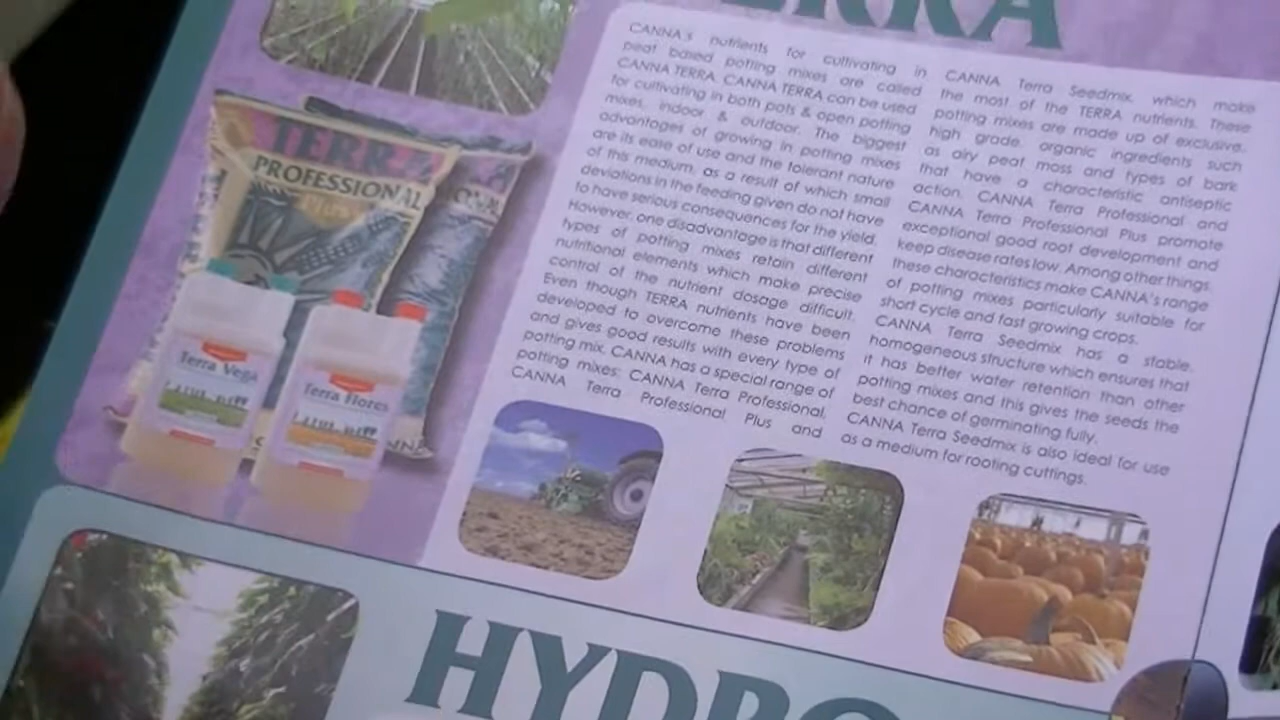 TERRA
CANNA's nutrients for cultivating in
peat based potting mixes are called
CANNA TERRA. CANNA TERRA can be used
for cultivating in both pots & open potting
mixes, indoor & outdoor. The biggest
advantages of growing in potting mixes
are its ease of use and the tolerant nature
of this medium, as a result of which small
deviations in the feeding given do not have
to have serious consequences for the yield.
However, one disadvantage is that different
types of potting mixes retain different
nutritional elements which make precise
control of the nutrient dosage difficult.
Even though TERRA nutrients have been
developed to overcome these problems
and gives good results with every type of
potting mix, CANNA has a special range of
potting mixes; CANNA Terra Professional,
CANNA Terra Professional Plus and
CANNA Terra Seedmix, which make
the most of the TERRA nutrients. These
potting mixes are made up of exclusive,
high grade, organic ingredients such
as airy peat moss and types of bark
that have a characteristic antiseptic
action. CANNA Terra Professional and
CANNA Terra Professional Plus promote
exceptional good root development and
keep disease rates low. Among other things,
these characteristics make CANNA's range
of potting mixes particularly suitable for
short cycle and fast growing crops.
CANNA Terra Seedmix has a stable,
homogeneous structure which ensures that
it has better water retention than other
potting mixes and this gives the seeds the
best chance of germinating fully.
CANNA Terra Seedmix is also ideal for use
as a medium for rooting cuttings.
TERRA
PROFESSIONAL
Terra Vega
Terra Flores
HYDRO